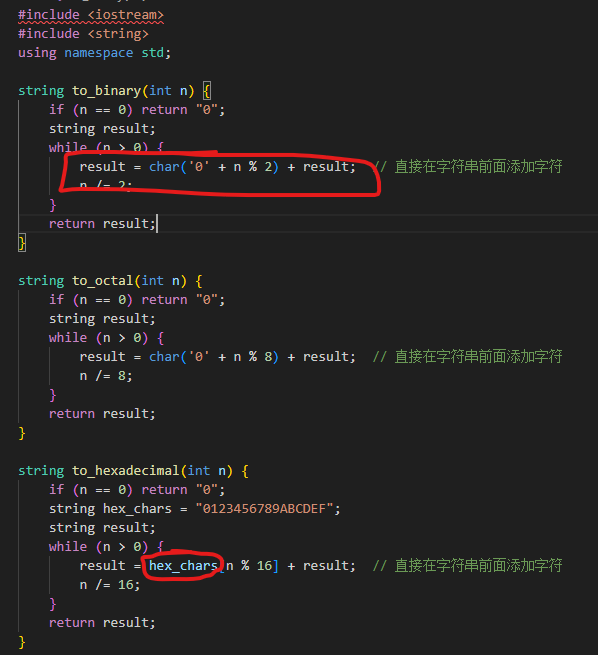 #include <iostream>
#include <string>
using namespace std;
string to_binary(int n) {
if (n == 0) return "0";
string result;
while (n > 0) {
result = char('0' + n % 2) + result; // 直接在字符串前面添加字符
n /= 2;
}
return result;
}
string to_octal(int n) {
if (n == 0) return "0";
string result;
while (n > 0) {
result = char('0' + n % 8) + result; // 直接在字符串前面添加字符
n /= 8;
}
return result;
}
string to_hexadecimal(int n) {
if (n == 0) return "0";
string hex_chars = "0123456789ABCDEF";
string result;
while (n > 0) {
result = hex_chars[n % 16] + result; // 直接在字符串前面添加字符
n /= 16;
}
return result;
}